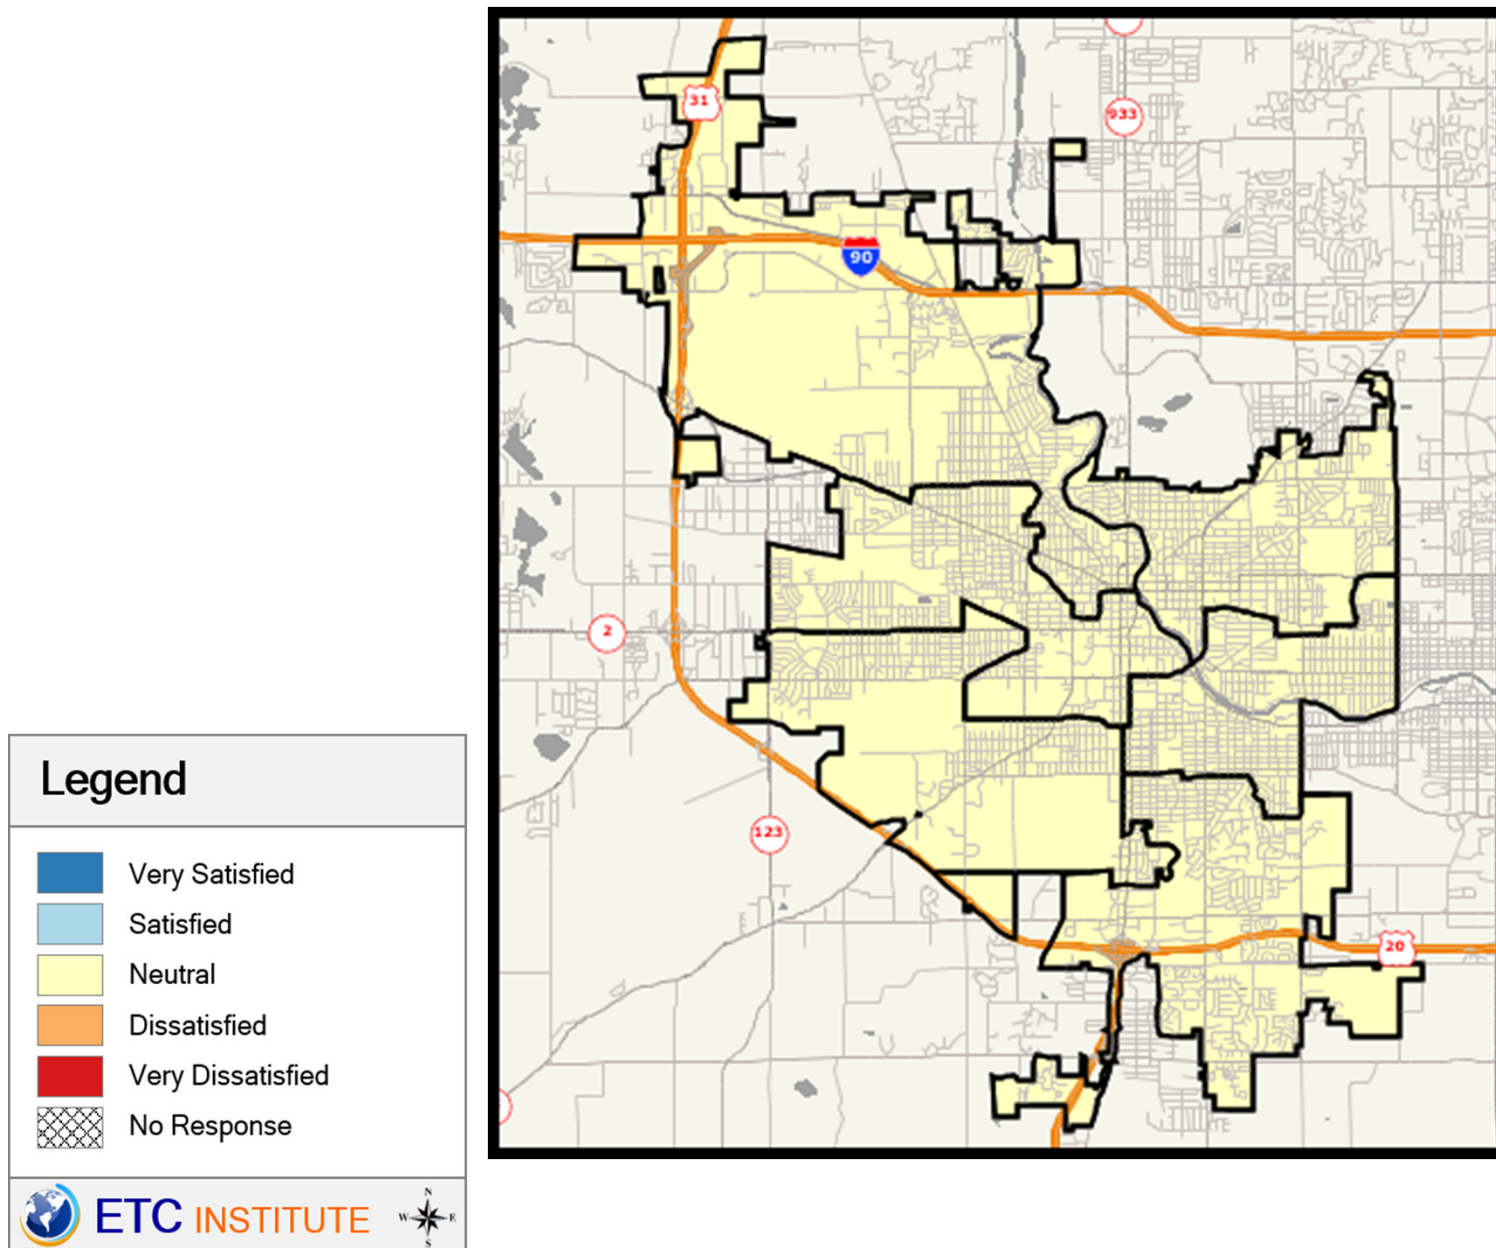 31
933
90
2
123
20
Legend
Very Satisfied
Satisfied
Neutral
Dissatisfied
Very Dissatisfied
No Response
ETC INSTITUTE
N
W E
S